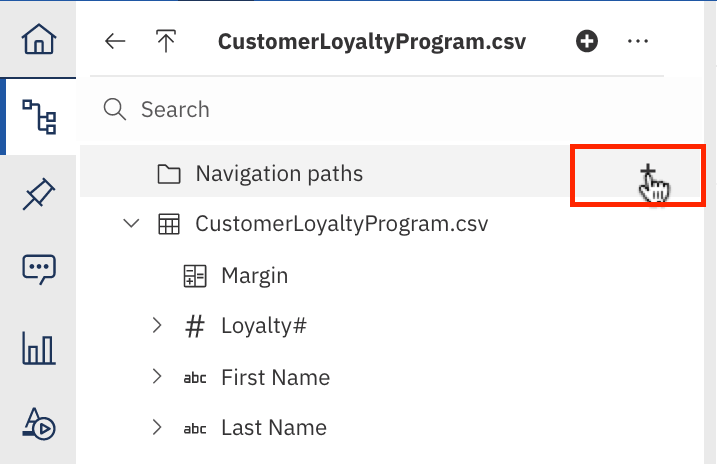 CustomerLoyaltyProgram.csv
Search
Navigation paths
CustomerLoyaltyProgram.csv
Margin
# Loyalty#
abc First Name
abc Last Name